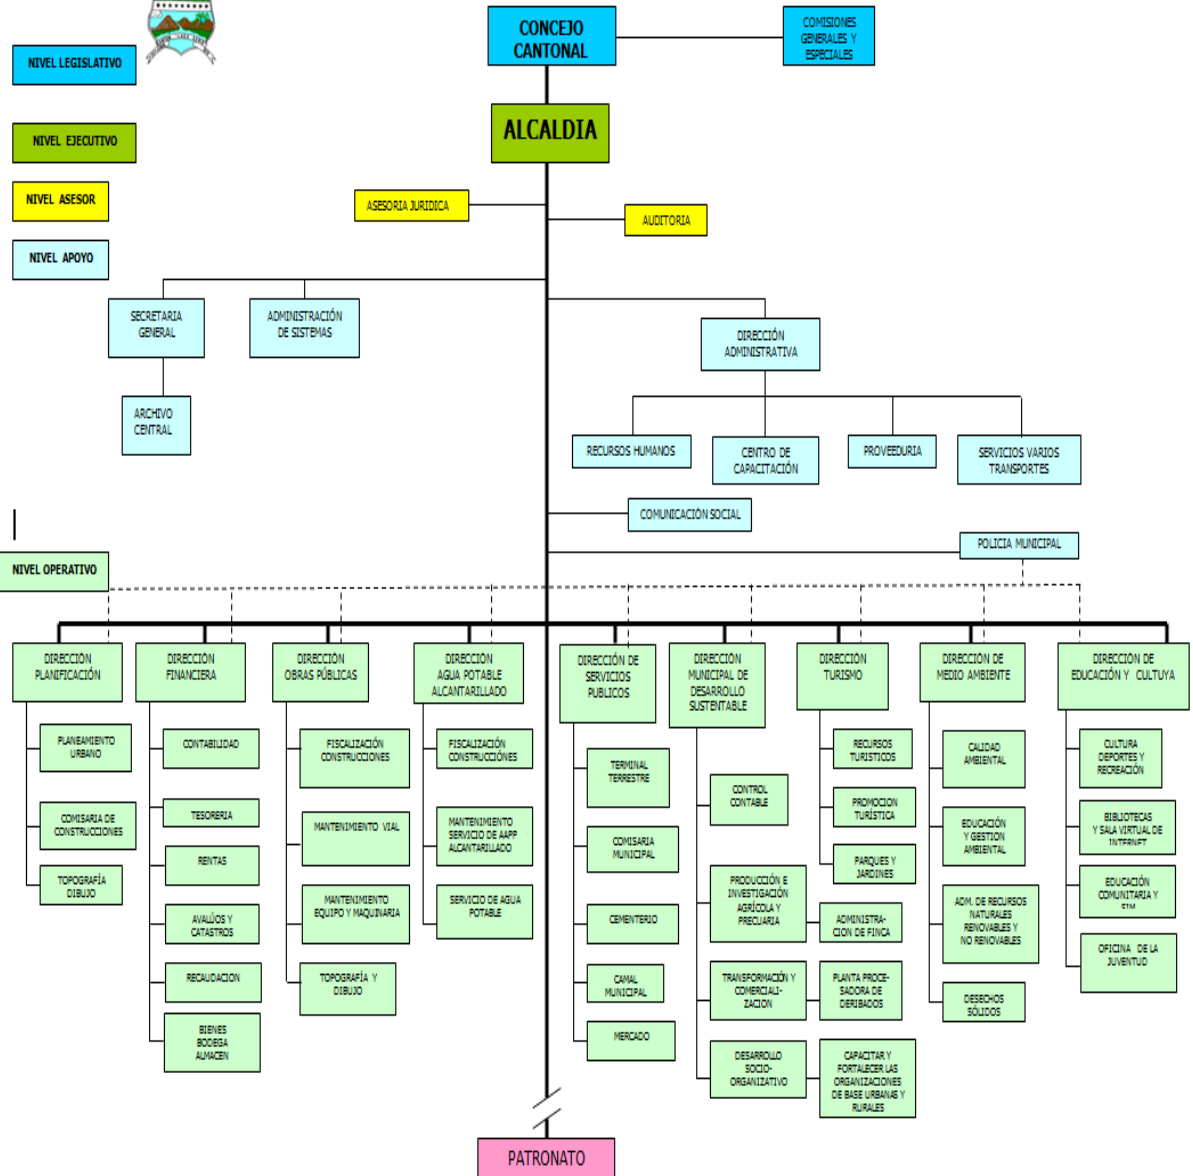 CONCEJO
CANTONAL
COMISIONES
GENERALES Y
ESPECIALES
NIVEL LEGISLATIVO
ALCALDIA
NIVEL EJECUTIVO
NIVEL ASESOR
ASESORIA JURIDICA
AUDITORIA
NIVEL APOYO
SECRETARIA
GENERAL
ADMINISTRACIÓN
DE SISTEMAS
DIRECCIÓN
ADMINISTRATIVA
ARCHIVO
CENTRAL
RECURSOS HUMANOS
CENTRO DE
CAPACITACIÓN
PROVEEDURIA
SERVICIOS VARIOS
TRANSPORTES
COMUNICACIÓN SOCIAL
POLICIA MUNICIPAL
NIVEL OPERATIVO
DIRECCIÓN
PLANIFICACIÓN
PLANEAMIENTO
URBANO
COMISARIA DE
CONSTRUCCIONES
TOPOGRAFÍA
DIBUJO
DIRECCIÓN
FINANCIERA
CONTABILIDAD
TESORERIA
RENTAS
AVALÚOS Y
CATASTROS
RECAUDACION
BIENES
BODEGA
ALMACEN
DIRECCIÓN
OBRAS PÚBLICAS
FISCALIZACIÓN
CONSTRUCCIONES
MANTENIMIENTO VIAL
MANTENIMIENTO
EQUIPO Y MAQUINARIA
TOPOGRAFÍA Y
DIBUJO
DIRECCIÓN
AGUA POTABLE
ALCANTARILLADO
FISCALIZACIÓN
CONSTRUCCIÓNES
MANTENIMIENTO
SERVICIO DE AAPP
ALCANTARILLADO
SERVICIO DE AGUA
POTABLE
DIRECCIÓN DE
SERVICIOS
PUBLICOS
TERMINAL
TERRESTRE
COMISARIA
MUNICIPAL
CEMENTERIO
CAMAL
MUNICIPAL
MERCADO
DIRECCIÓN
MUNICIPAL DE
DESARROLLO
SUSTENTABLE
CONTROL
CONTABLE
PRODUCCIÓN E
INVESTIGACIÓN
AGRÍCOLA Y
PRECUARIA
ADMINISTRA-
CION DE FINCA
TRANSFORMACIÓN Y
COMERCIALI-
ZACION
PLANTA PROCE-
SADORA DE
DERIBADOS
DESARROLLO
SOCIO-
ORGANIZATIVO
CAPACITAR Y
FORTALECER LAS
ORGANIZACIONES
DE BASE URBANAS Y
RURALES
DIRECCIÓN
TURISMO
RECURSOS
TURISTICOS
PROMOCION
TURÍSTICA
PARQUES Y
JARDINES
DIRECCIÓN DE
MEDIO AMBIENTE
CALIDAD
AMBIENTAL
EDUCACIÓN
Y GESTION
AMBIENTAL
ADM. DE RECURSOS
NATURALES
RENOVABLES Y
NO RENOVABLES
DESECHOS
SÓLIDOS
DIRECCIÓN DE
EDUCACIÓN Y CULTUYA
CULTURA
DEPORTES Y
RECREACIÓN
BIBLIOTECAS
Y SALA VIRTUAL DE
INTERNET
EDUCACIÓN
COMUNITARIA Y
OFICINA DE LA
JUVENTUD
PATRONATO